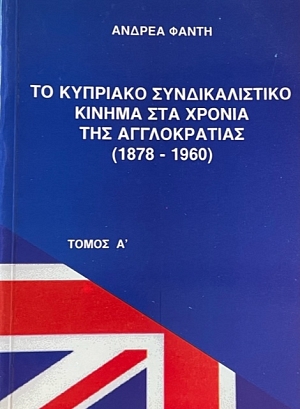 ΑΝΔΡΕΑ ΦΑΝΤΗ
ΤΟ ΚΥΠΡΙΑΚΟ ΣΥΝΔΙΚΑΛΙΣΤΙΚΟ
ΚΙΝΗΜΑ ΣΤΑ ΧΡΟΝΙΑ
ΤΗΣ ΑΓΓΛΟΚΡΑΤΙΑΣ
(1878 - 1960)
ΤΟΜΟΣ Α'